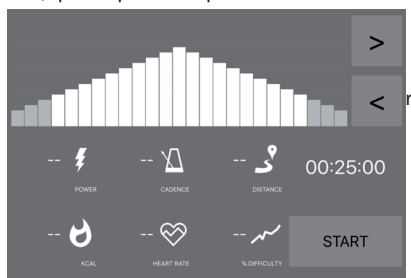 >
<
r
-- -- -- 00:25:00
POWER CADENCE DISTANCE
-- -- -- START
KCAL HEART RATE % DIFFICULTY